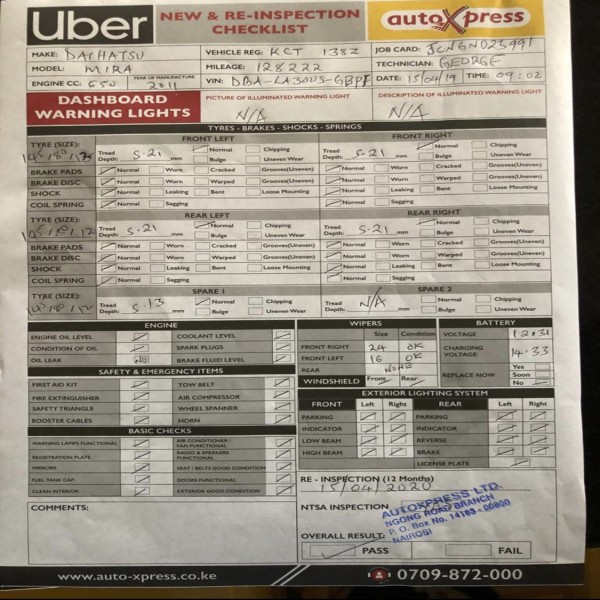 Uber NEW & RE-INSPECTION CHECKLIST autoXpress
MAKE: DAIHATSU VEHICLE REG: KCT 138Z JOB CARD: JCNGN023991
MODEL: MIRA MILEAGE: 128222 TECHNICIAN: GEORGE
ENGINE CC: 650 YEAR OF MANUFACTURE 2011 VIN: DBA-LA300S-GBPF DATE: 15/04/19 TIME: 09:02
DASHBOARD WARNING LIGHTS PICTURE OF ILLUMINATED WARNING LIGHT N/A DESCRIPTION OF ILLUMINATED WARNING LIGHT N/A
TYRES - BRAKES - SHOCKS - SPRINGS
FRONT LEFT FRONT RIGHT
TYRE (SIZE): Tread Depth: 5.21 mm Normal Chipping Bulge Uneven Wear Tread Depth: 5.21 mm Normal Chipping Bulge Uneven Wear
BRAKE PADS Normal Worn Cracked Grooves(Uneven) Normal Worn Cracked Grooves(Uneven)
BRAKE DISC Normal Worn Warped Grooves(Uneven) Normal Worn Warped Grooves(Uneven)
SHOCK Normal Leaking Bent Loose Mounting Normal Leaking Bent Loose Mounting
COIL SPRING Normal Sagging Normal Sagging
REAR LEFT REAR RIGHT
TYRE (SIZE): Tread Depth: 5.21 mm Normal Chipping Bulge Uneven Wear Tread Depth: 5.21 mm Normal Chipping Bulge Uneven Wear
BRAKE PADS Normal Worn Cracked Grooves(Uneven) Normal Worn Cracked Grooves(Uneven)
BRAKE DISC Normal Worn Warped Grooves(Uneven) Normal Worn Warped Grooves(Uneven)
SHOCK Normal Leaking Bent Loose Mounting Normal Leaking Bent Loose Mounting
COIL SPRING Normal Sagging Normal Sagging
SPARE 1 SPARE 2
TYRE (SIZE): Tread Depth: 5.13 mm Normal Chipping Bulge Uneven Wear Tread Depth: N/A mm Normal Chipping Bulge Uneven Wear
ENGINE
ENGINE OIL LEVEL COOLANT LEVEL
CONDITION OF OIL SPARK PLUGS
OIL LEAK NO BRAKE FLUID LEVEL
SAFETY & EMERGENCY ITEMS
FIRST AID KIT TOW BELT
FIRE EXTINGUISHER AIR COMPRESSOR
SAFETY TRIANGLE WHEEL SPANNER
BOOSTER CABLES HORN
BASIC CHECKS
WARNING LAMPS FUNCTIONAL AIR CONDITIONER / FAN FUNCTIONAL
REGISTRATION PLATE RADIO & SPEAKERS FUNCTIONAL
MIRRORS SEAT / BELTS GOOD CONDITION
FUEL TANK CAP DOORS FUNCTIONAL
CLEAN INTERIOR EXTERIOR GOOD CONDITION
COMMENTS:
WIPERS
Size Condition
FRONT RIGHT 24 OK
FRONT LEFT 16 OK
REAR NONE
WINDSHIELD Front Rear
BATTERY
VOLTAGE 12.31
CHARGING VOLTAGE 14.33
REPLACE NOW Yes Soon No
EXTERIOR LIGHTING SYSTEM
FRONT Left Right REAR Left Right
PARKING PARKING
INDICATOR INDICATOR
LOW BEAM REVERSE
HIGH BEAM BRAKE
LICENSE PLATE
RE - INSPECTION (12 Months)
15/04/2020
NTSA INSPECTION
AUTOXPRESS LTD.
NGONG ROAD BRANCH
P. O. Box No. 14183 - 00800
NAIROBI
OVERALL RESULT:
PASS FAIL
www.auto-xpress.co.ke 0709-872-000